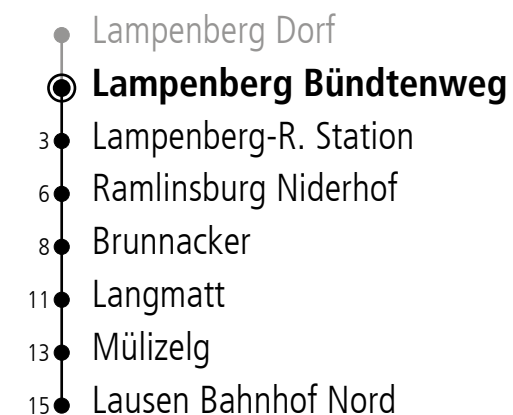 Lampenberg Dorf
Lampenberg Bündtenweg
3 Lampenberg-R. Station
6 Ramlinsburg Niderhof
8 Brunnacker
11 Langmatt
13 Mülizelg
15 Lausen Bahnhof Nord